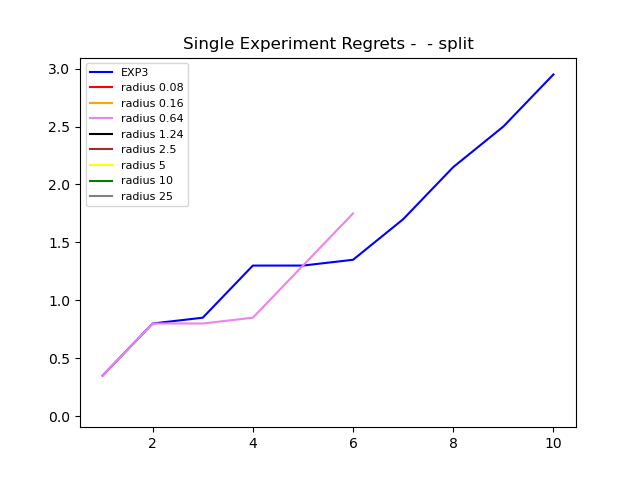 Single Experiment Regrets -  - split
EXP3
radius 0.08
radius 0.16
radius 0.64
radius 1.24
radius 2.5
radius 5
radius 10
radius 25
3.0
2.5
2.0
1.5
1.0
0.5
0.0
2 4 6 8 10